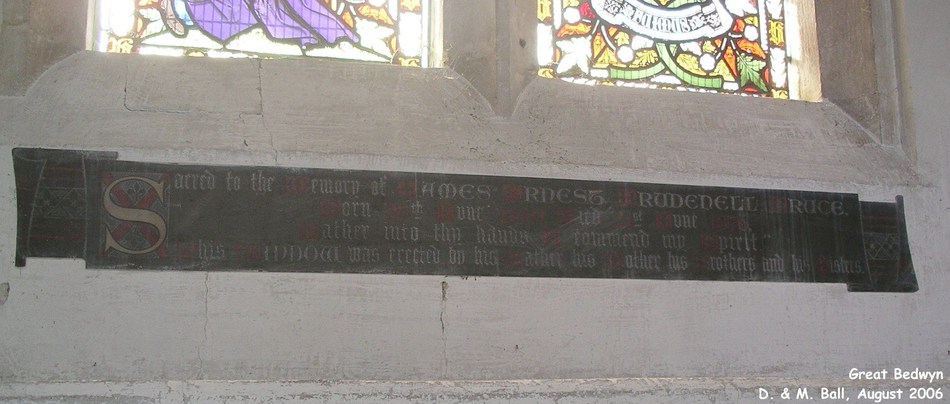 Sacred to the Memory of JAMES ERNEST BRUDENELL BRUCE.
Born June Died 1st June
Father into thy hands I commend my Spirit
This WINDOW was erected by his Father his Mother his Brothers and his Sisters
Great Bedwyn
D. & M. Ball, August 2006